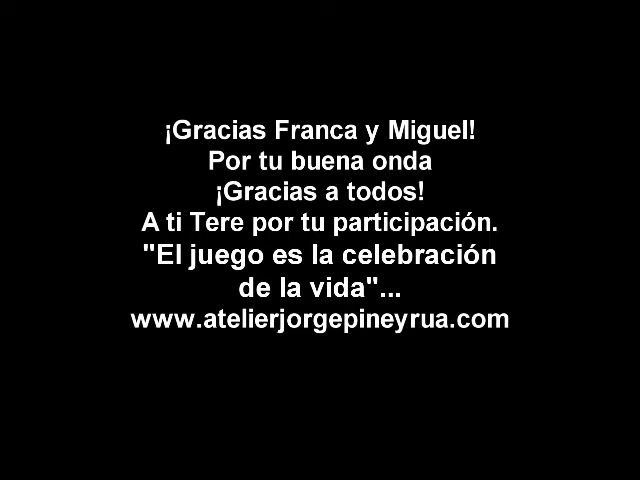 ¡Gracias Franca y Miguel!
Por tu buena onda
¡Gracias a todos!
A ti Tere por tu participación.
"El juego es la celebración
de la vida"...
www.atelierjorgepineyrua.com